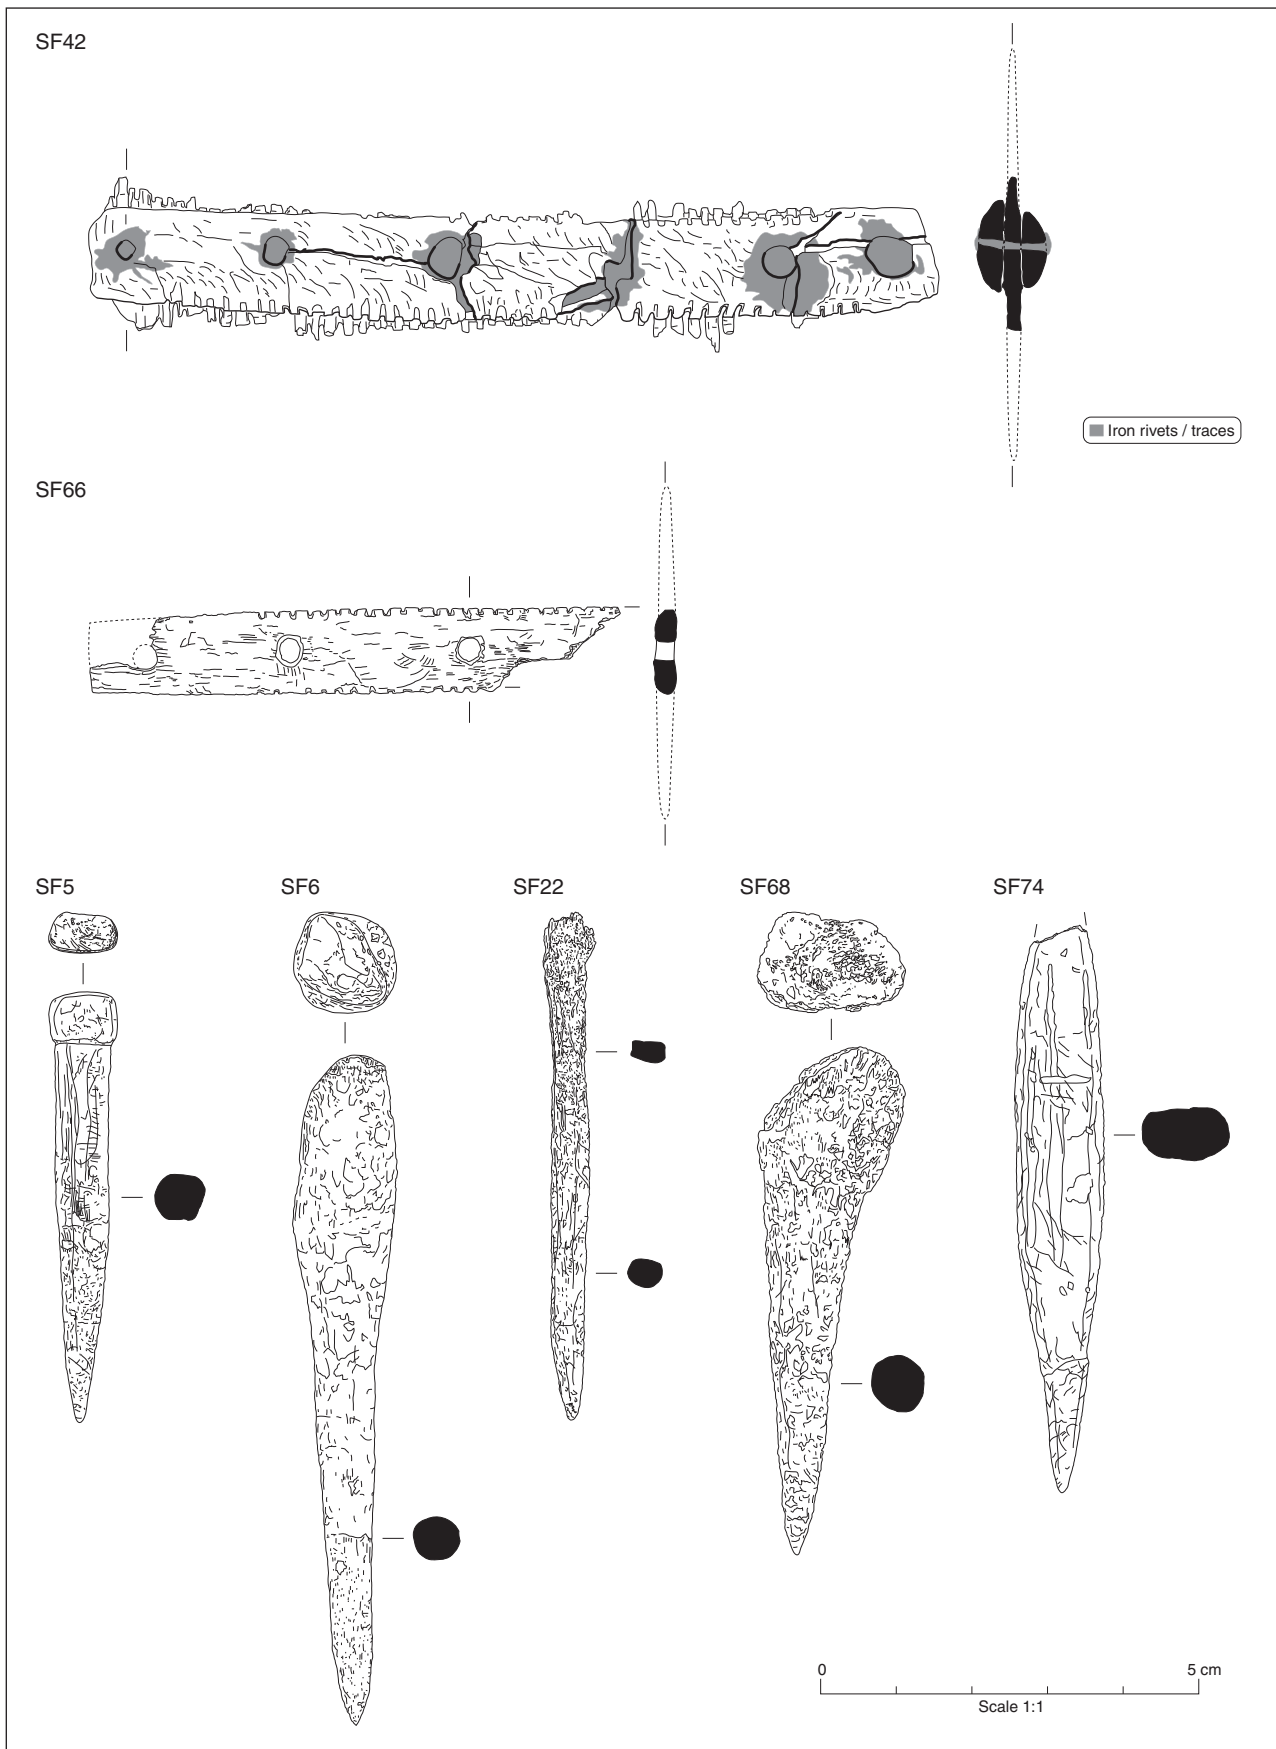 SF42
Iron rivets / traces
SF66
SF5
SF6
SF22
SF68
SF74
0
5 cm
Scale 1:1